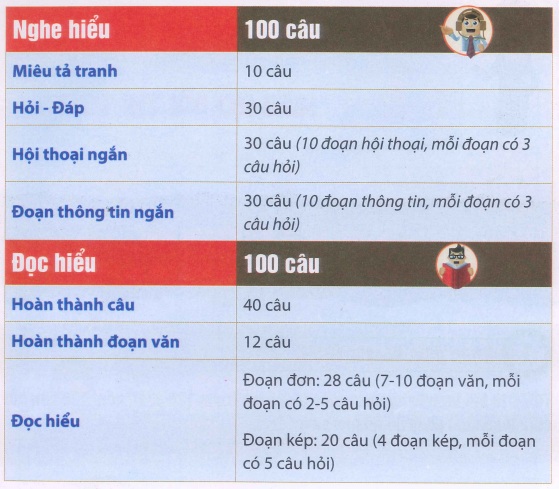 Nghe hiểu 100 câu
Miêu tả tranh 10 câu
Hỏi - Đáp 30 câu
Hội thoại ngắn 30 câu (10 đoạn hội thoại, mỗi đoạn có 3
câu hỏi)
Đoạn thông tin ngắn 30 câu (10 đoạn thông tin, mỗi đoạn có 3
câu hỏi)
Đọc hiểu 100 câu
Hoàn thành câu 40 câu
Hoàn thành đoạn văn 12 câu
Đọc hiểu
Đoạn đơn: 28 câu (7-10 đoạn văn, mỗi
đoạn có 2-5 câu hỏi)
Đoạn kép: 20 câu (4 đoạn kép, mỗi đoạn
có 5 câu hỏi)